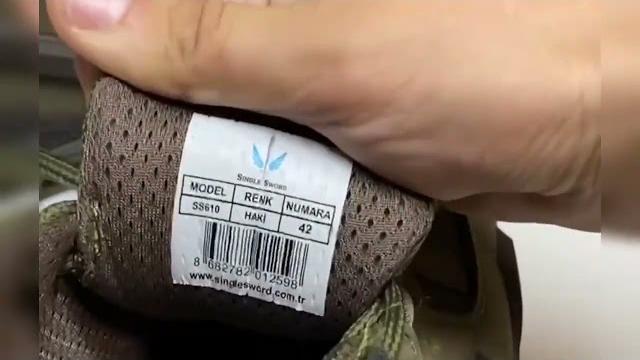 SINGLE SWORD
MODEL RENK NUMARA
SS610 HAKİ 42
8 682782 012598
www.singlesword.com.tr